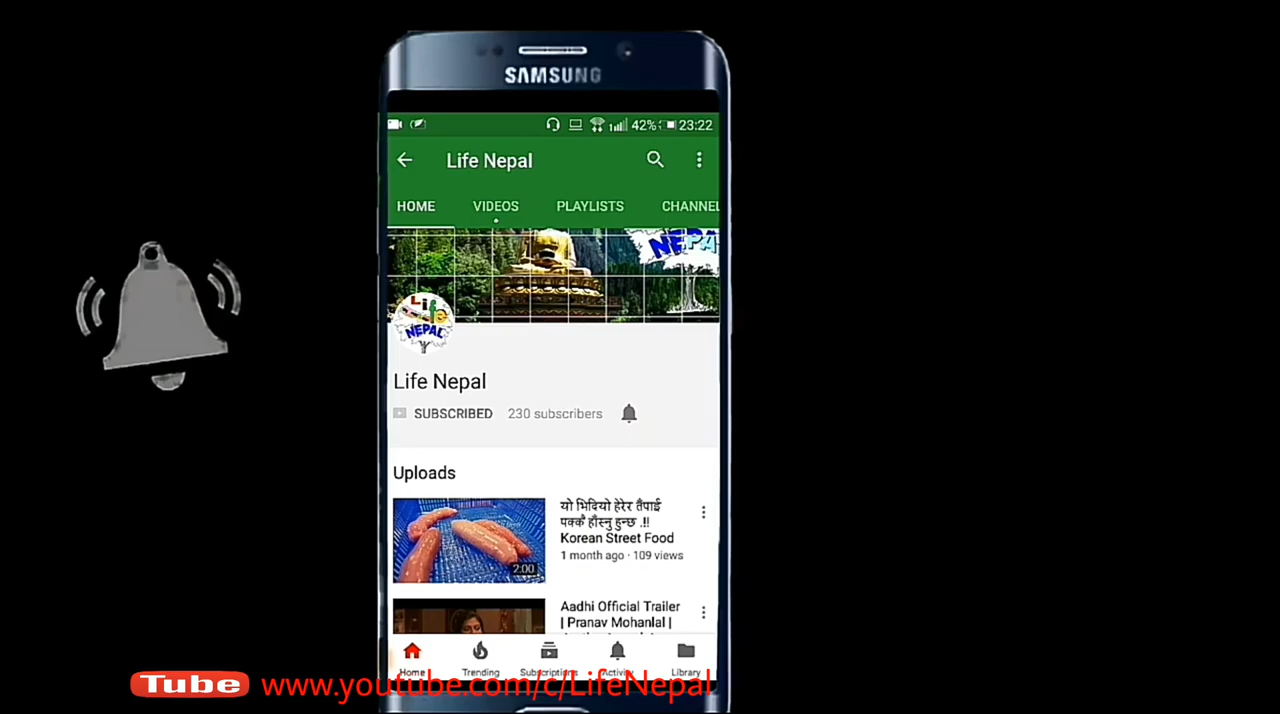 SAMSUNG
42% 23:22
Life Nepal
HOME VIDEOS PLAYLISTS CHANNEL
NEPA
Life
NEPAL
Life Nepal
SUBSCRIBED 230 subscribers
Uploads
यो भिडियो हेरेर तैपाई
पक्कै हाँस्नु हुन्छ .!!
Korean Street Food
1 month ago · 109 views
2:00
Aadhi Official Trailer
| Pranav Mohanlal |
Home Trending Subscriptions Activity Library
Tube www.youtube.com/c/LifeNepal